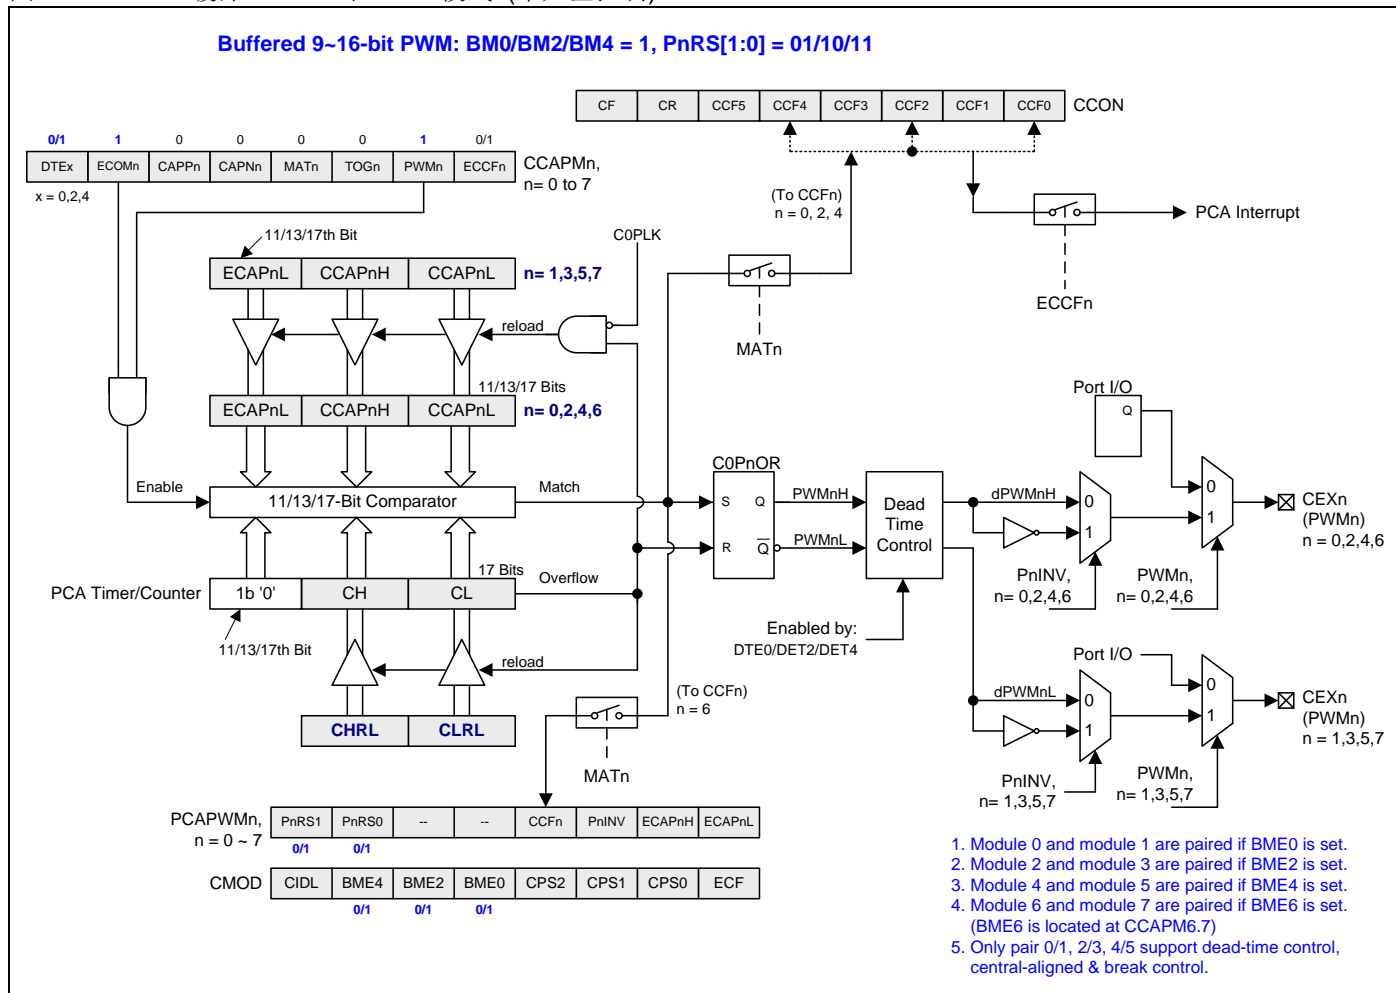 Buffered 9~16-bit PWM: BM0/BM2/BM4 = 1, PnRS[1:0] = 01/10/11
CF CR CCF5 CCF4 CCF3 CCF2 CCF1 CCF0 CCON
0/1 1 0 0 0 0 1 0/1
DTEx ECOMn CAPPn CAPNn MATn TOGn PWMn ECCFn
CCAPMn,
n= 0 to 7
x = 0,2,4
(To CCFn)
n = 0, 2, 4
PCA Interrupt
ECCFn
MATn
11/13/17th Bit
C0PLK
ECAPnL CCAPnH CCAPnL n= 1,3,5,7
reload
11/13/17 Bits
ECAPnL CCAPnH CCAPnL n= 0,2,4,6
Enable
11/13/17-Bit Comparator
Match
C0PnOR
S Q
R Q
PWMnH
PWMnL
Dead
Time
Control
Enabled by:
DTE0/DET2/DET4
Port I/O
Q
dPWMnH
0
1
0
1
CEXn
(PWMn)
n = 0,2,4,6
PnINV,
n= 0,2,4,6
PWMn,
n= 0,2,4,6
17 Bits
PCA Timer/Counter 1b '0' CH CL Overflow
11/13/17th Bit
reload
CHRL CLRL
(To CCFn)
n = 6
MATn
Port I/O
dPWMnL
0
1
0
1
CEXn
(PWMn)
n = 1,3,5,7
PnINV,
n= 1,3,5,7
PWMn,
n= 1,3,5,7
PCAPWMn,
n = 0 ~ 7
PnRS1 PnRS0 -- -- CCFn PnINV ECAPnH ECAPnL
0/1 0/1
CMOD CIDL BME4 BME2 BME0 CPS2 CPS1 CPS0 ECF
0/1 0/1 0/1
1. Module 0 and module 1 are paired if BME0 is set.
2. Module 2 and module 3 are paired if BME2 is set.
3. Module 4 and module 5 are paired if BME4 is set.
4. Module 6 and module 7 are paired if BME6 is set.
(BME6 is located at CCAPM6.7)
5. Only pair 0/1, 2/3, 4/5 support dead-time control,
central-aligned & break control.